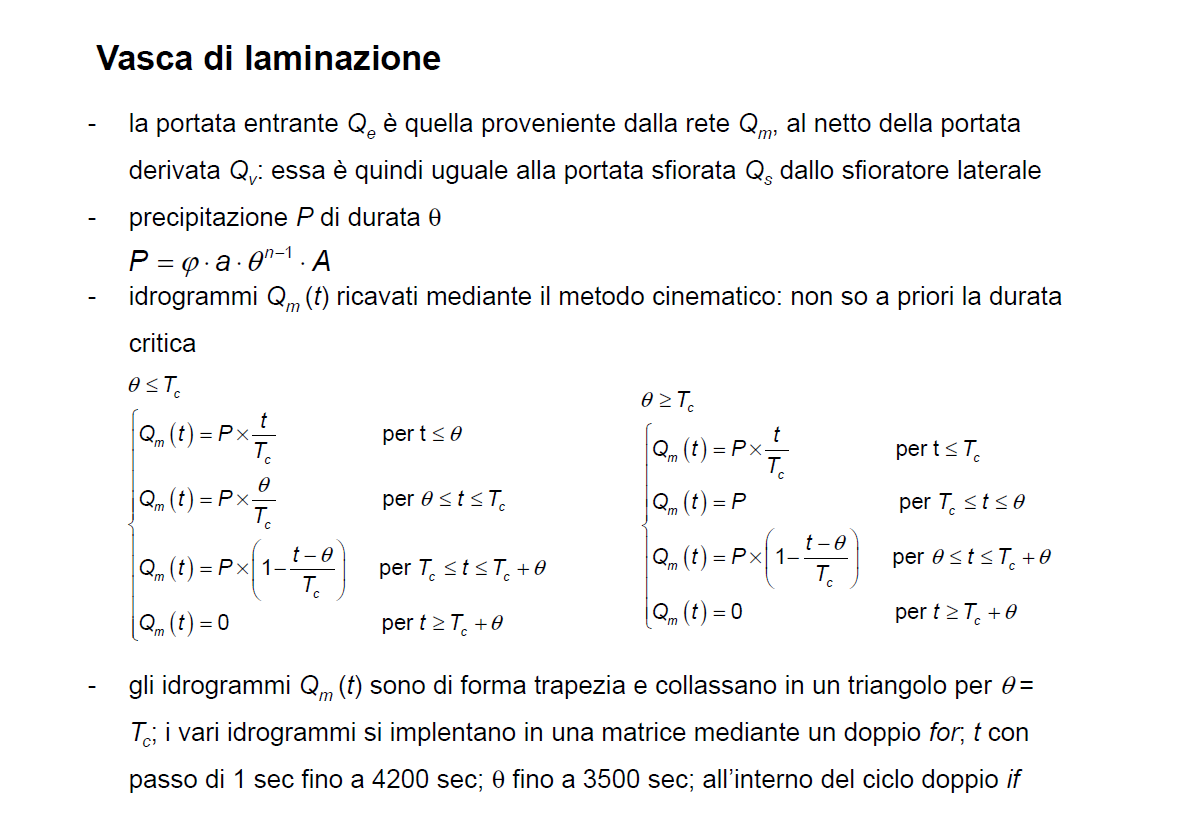 Vasca di laminazione
- la portata entrante Qe è quella proveniente dalla rete Qm, al netto della portata
derivata Qv: essa è quindi uguale alla portata sfiorata Qs dallo sfioratore laterale
- precipitazione P di durata θ
P = φ · a · θ^(n−1) · A
- idrogrammi Qm (t) ricavati mediante il metodo cinematico: non so a priori la durata
critica
θ ≤ Tc
Qm (t) = P × t/Tc per t ≤ θ
Qm (t) = P × θ/Tc per θ ≤ t ≤ Tc
Qm (t) = P × (1 − (t − θ)/Tc) per Tc ≤ t ≤ Tc + θ
Qm (t) = 0 per t ≥ Tc + θ
θ ≥ Tc
Qm (t) = P × t/Tc per t ≤ Tc
Qm (t) = P per Tc ≤ t ≤ θ
Qm (t) = P × (1 − (t − θ)/Tc) per θ ≤ t ≤ Tc + θ
Qm (t) = 0 per t ≥ Tc + θ
- gli idrogrammi Qm (t) sono di forma trapezia e collassano in un triangolo per θ =
Tc; i vari idrogrammi si implentano in una matrice mediante un doppio for; t con
passo di 1 sec fino a 4200 sec; θ fino a 3500 sec; all’interno del ciclo doppio if